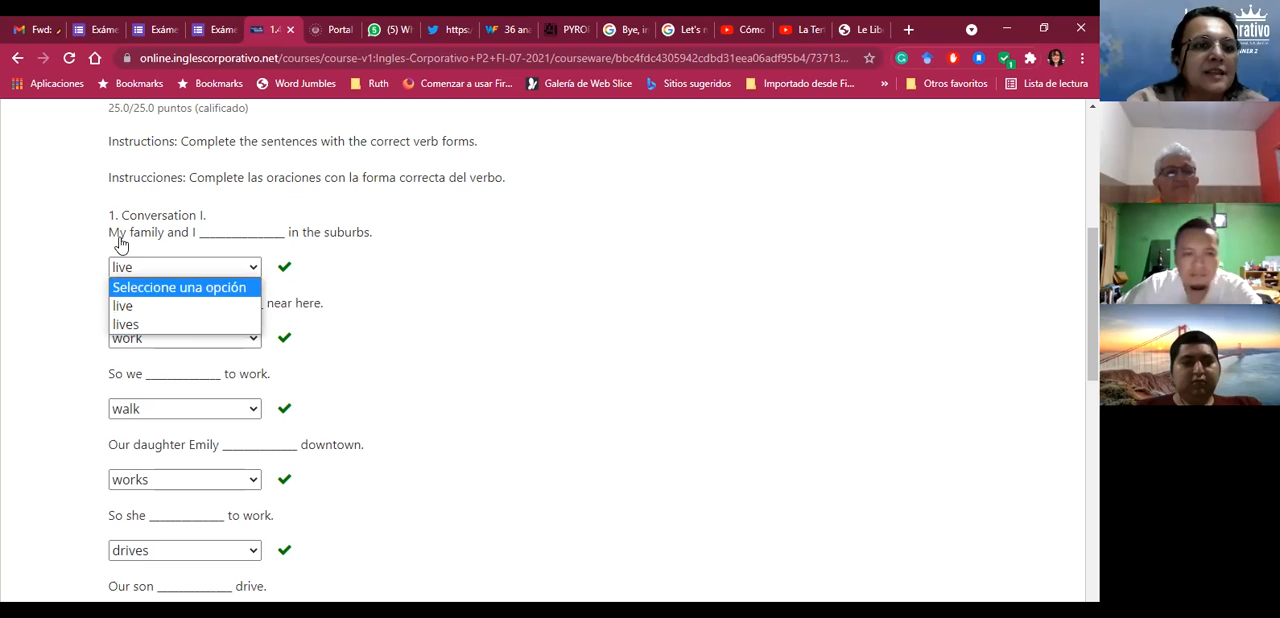 Fwd:
Exáme
Exáme
Exáme
1.4
Portal
(5) W
https:
36 ana
PYRO
Bye, ir
Let's r
Cómo
La Ter
Le Lib
online.inglescorporativo.net/courses/course-v1:Ingles-Corporativo+P2+FI-07-2021/courseware/bbc4fdc4305942cdbd31eea06adf95b4/73713...
Aplicaciones
Bookmarks
Bookmarks
Word Jumbles
Ruth
Comenzar a usar Fir...
Galería de Web Slice
Sitios sugeridos
Importado desde Fi...
»
Otros favoritos
Lista de lectura
25.0/25.0 puntos (calificado)
Instructions: Complete the sentences with the correct verb forms.
Instrucciones: Complete las oraciones con la forma correcta del verbo.
1. Conversation I.
My family and I ______________ in the suburbs.
live
Seleccione una opción
live
lives
near here.
work
So we ____________ to work.
walk
Our daughter Emily ____________ downtown.
works
So she ____________ to work.
drives
Our son ____________ drive.